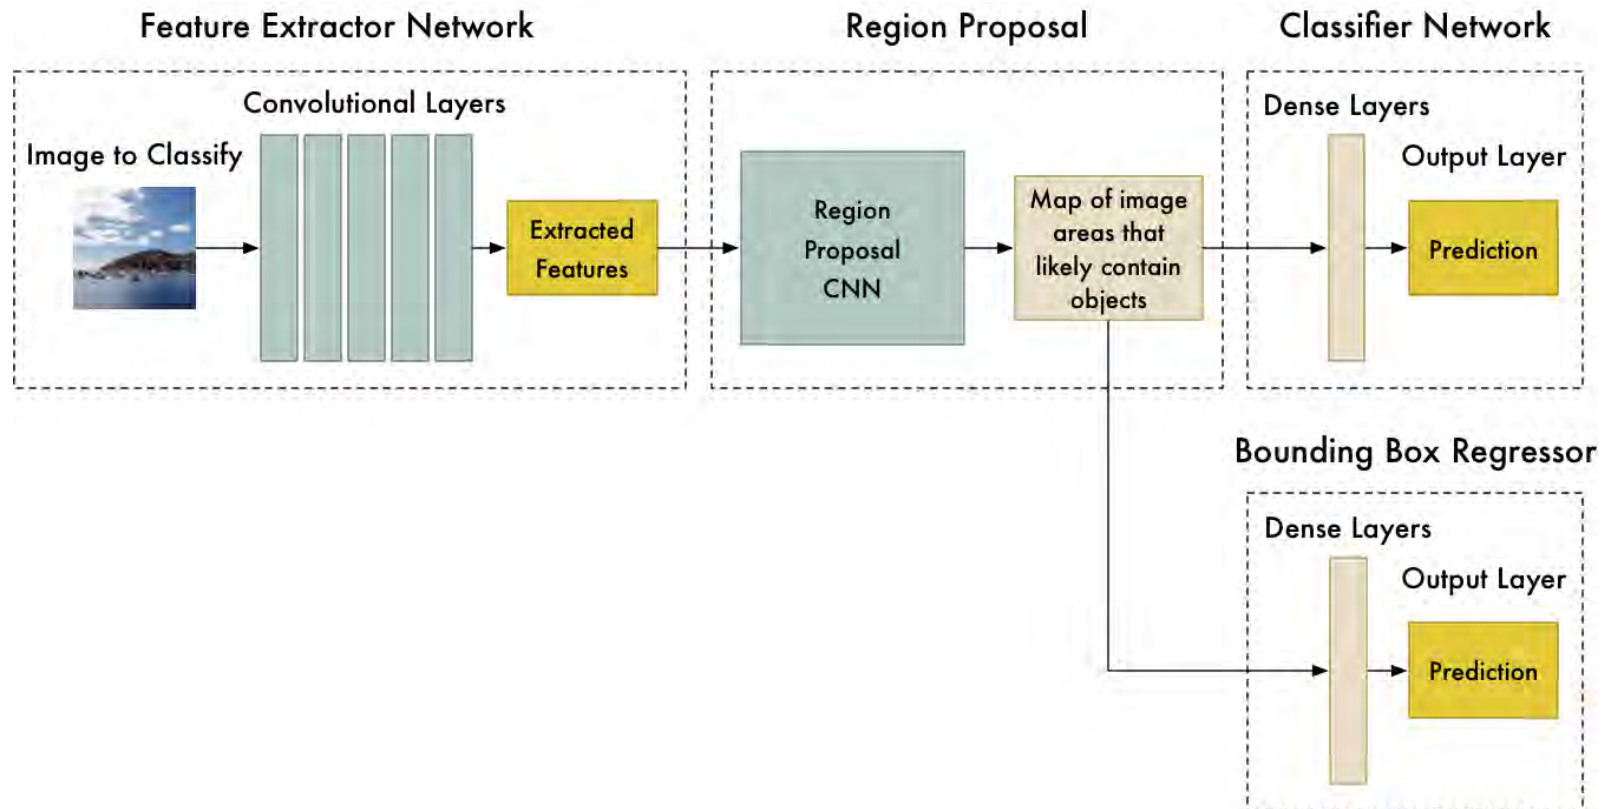 Feature Extractor Network
Region Proposal
Classifier Network
Convolutional Layers
Image to Classify
Extracted
Features
Region
Proposal
CNN
Map of image
areas that
likely contain
objects
Dense Layers
Output Layer
Prediction
Bounding Box Regressor
Dense Layers
Output Layer
Prediction